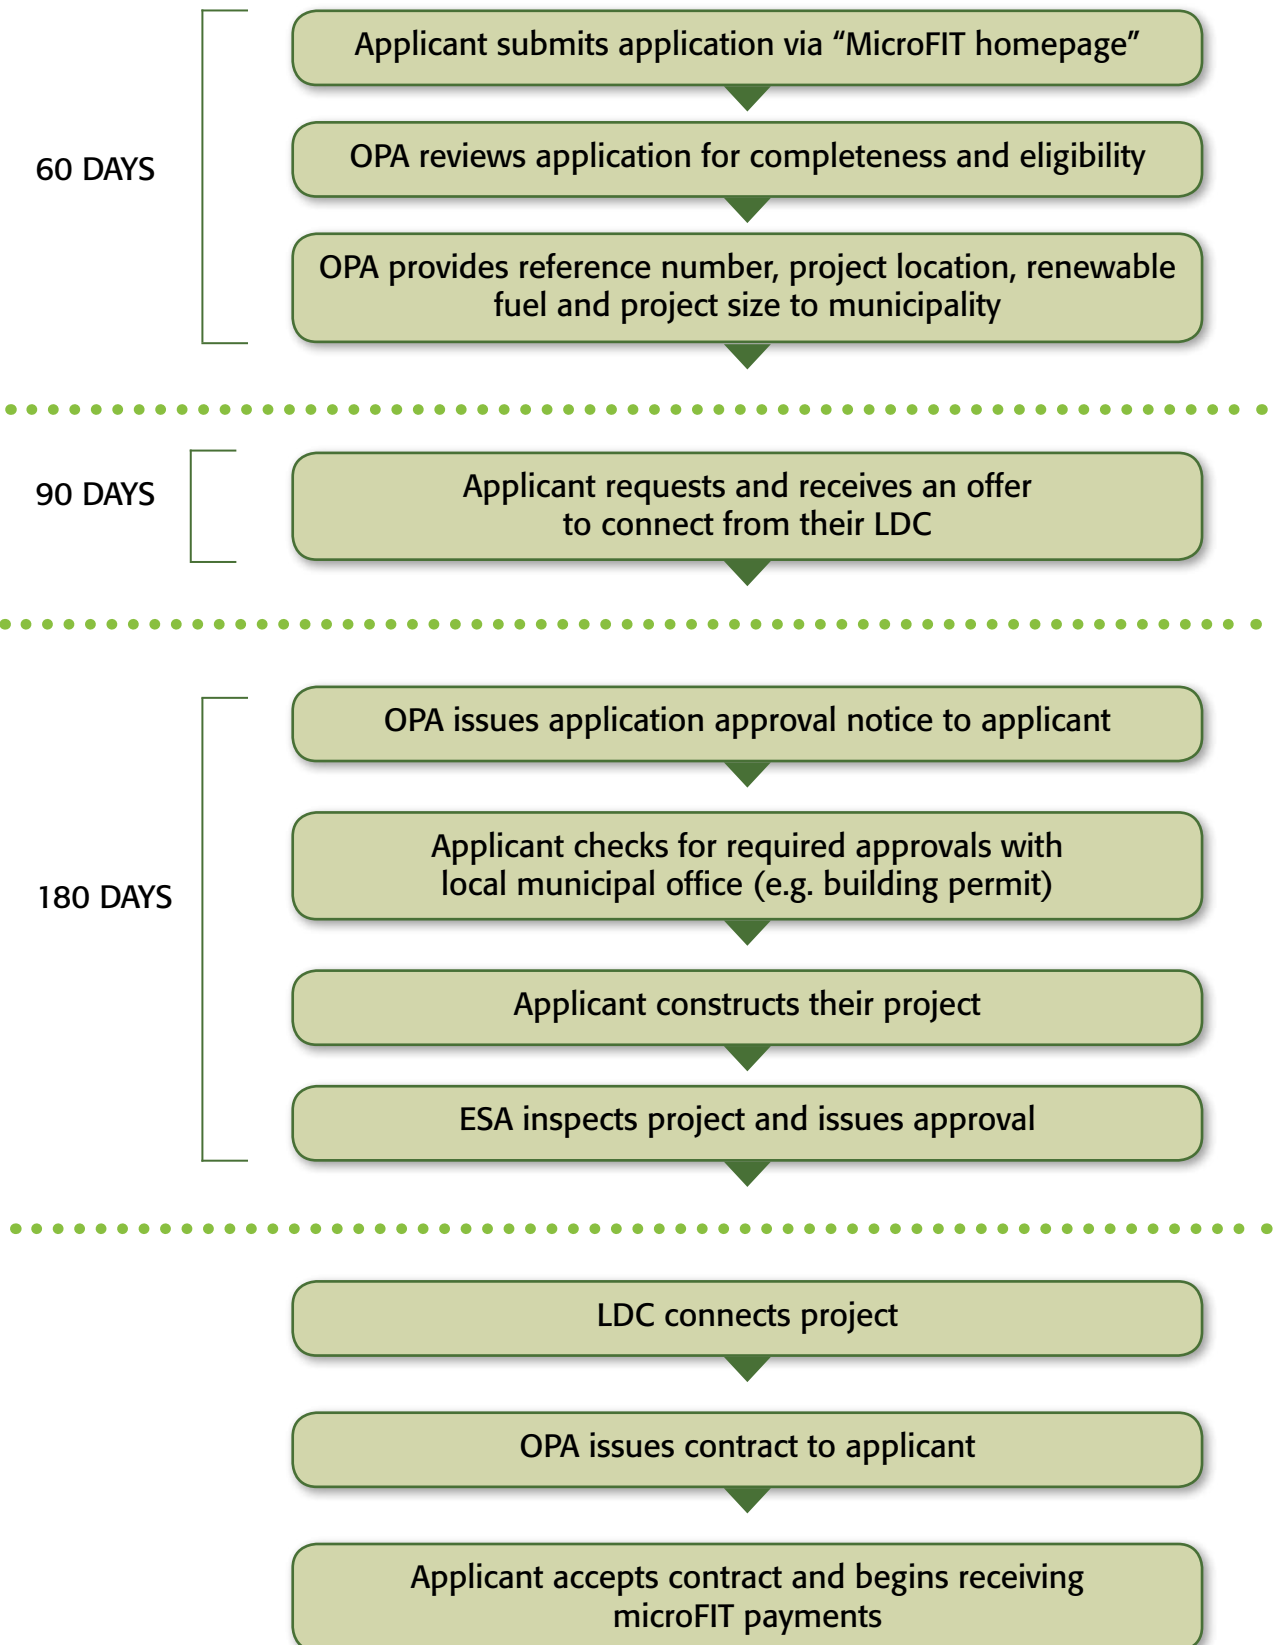 Applicant submits application via “MicroFIT homepage”
60 DAYS
OPA reviews application for completeness and eligibility
OPA provides reference number, project location, renewable
fuel and project size to municipality
90 DAYS
Applicant requests and receives an offer
to connect from their LDC
OPA issues application approval notice to applicant
180 DAYS
Applicant checks for required approvals with
local municipal office (e.g. building permit)
Applicant constructs their project
ESA inspects project and issues approval
LDC connects project
OPA issues contract to applicant
Applicant accepts contract and begins receiving
microFIT payments